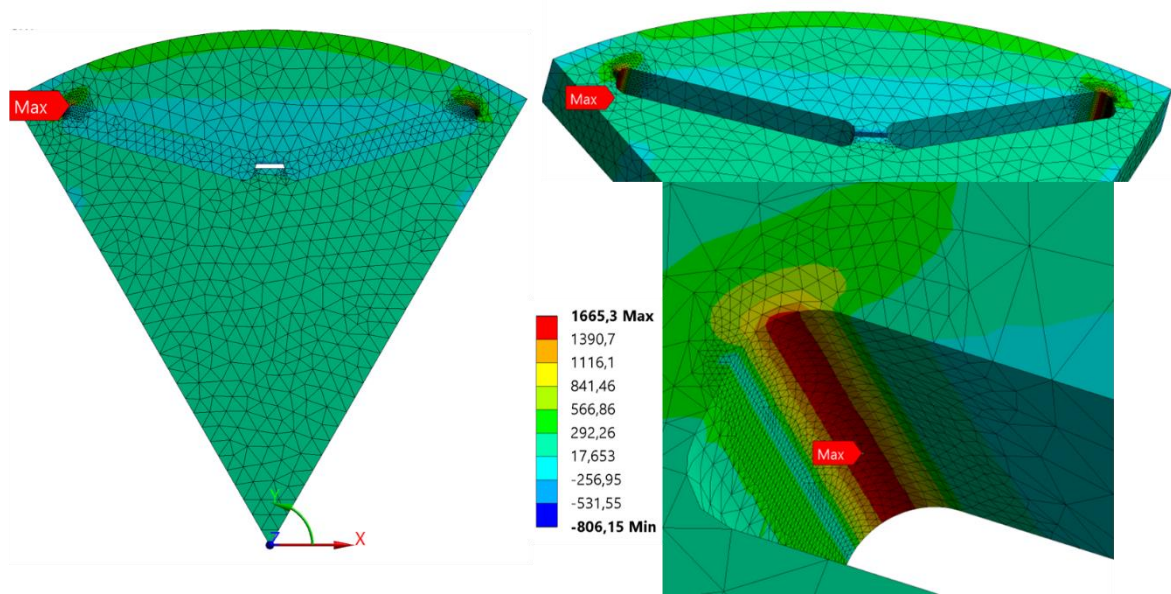 Max
Max
1665,3 Max
1390,7
1116,1
841,46
566,86
292,26
17,653
-256,95
-531,55
-806,15 Min
Max
Y
Z
X